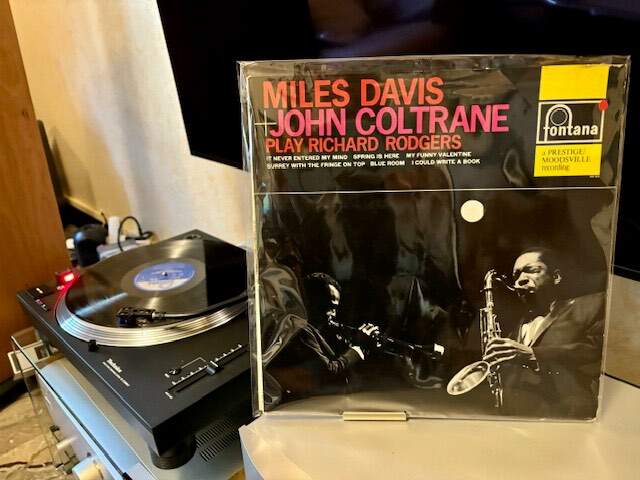 MILES DAVIS
+JOHN COLTRANE
PLAY RICHARD RODGERS
IT NEVER ENTERED MY MIND SPRING IS HERE MY FUNNY VALENTINE
SURREY WITH THE FRINGE ON TOP BLUE ROOM I COULD WRITE A BOOK
fontana
a PRESTIGE/
MOODSVILLE
recording
Technics